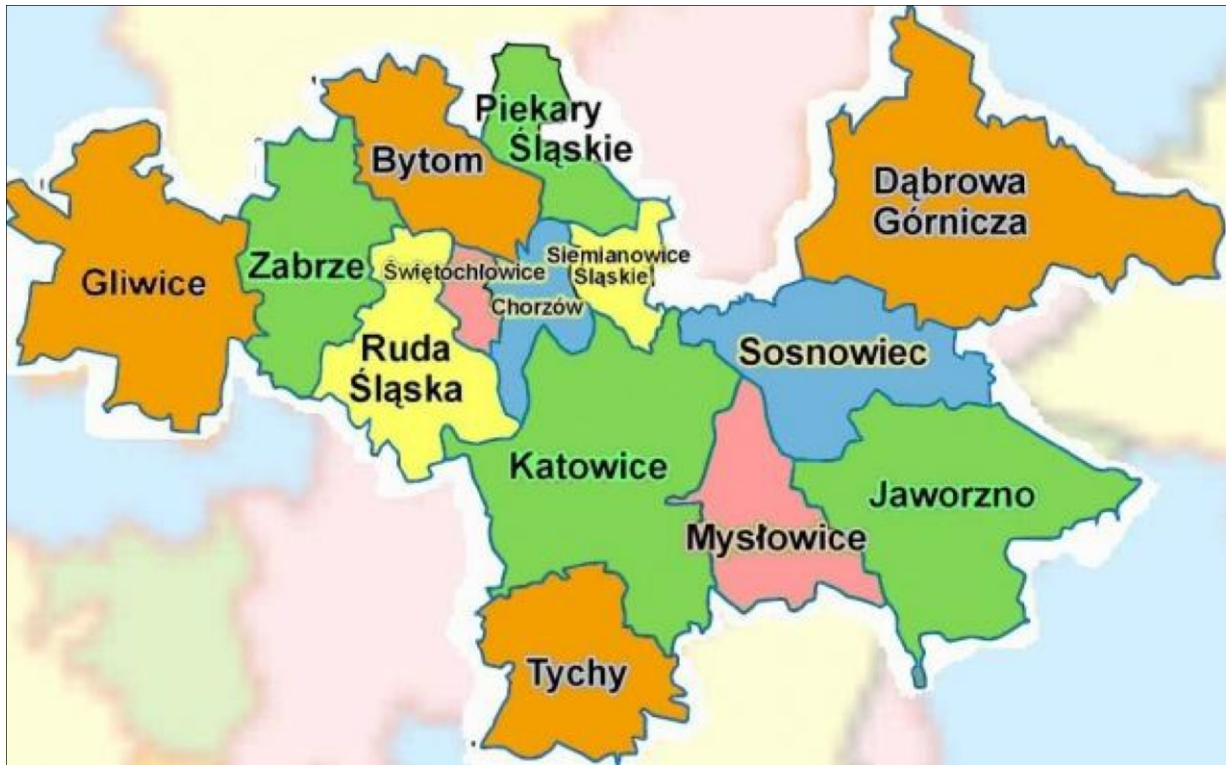 Piekary
Śląskie
Bytom
Dąbrowa
Górnicza
Gliwice
Zabrze
Świętochłowice
Siemianowice
Śląskie
Chorzów
Ruda
Śląska
Sosnowiec
Katowice
Jaworzno
Mysłowice
Tychy